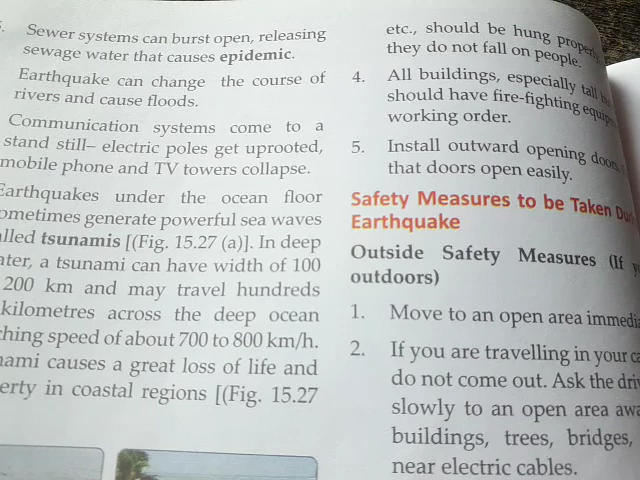 Sewer systems can burst open, releasing
sewage water that causes epidemic.
Earthquake can change the course of
rivers and cause floods.
Communication systems come to a
stand still– electric poles get uprooted,
mobile phone and TV towers collapse.
Earthquakes under the ocean floor
sometimes generate powerful sea waves
called tsunamis [(Fig. 15.27 (a)]. In deep
water, a tsunami can have width of 100
200 km and may travel hundreds
kilometres across the deep ocean
speed of about 700 to 800 km/h.
causes a great loss of life and
in coastal regions [(Fig. 15.27
etc., should be hung properly
they do not fall on people.
4. All buildings, especially tall
should have fire-fighting
working order.
5. Install outward opening doors
that doors open easily.
Safety Measures to be Taken
Earthquake
Outside Safety Measures (If
outdoors)
1. Move to an open area
2. If you are travelling in your
do not come out. Ask the
slowly to an open area
buildings, trees, bridges,
near electric cables.